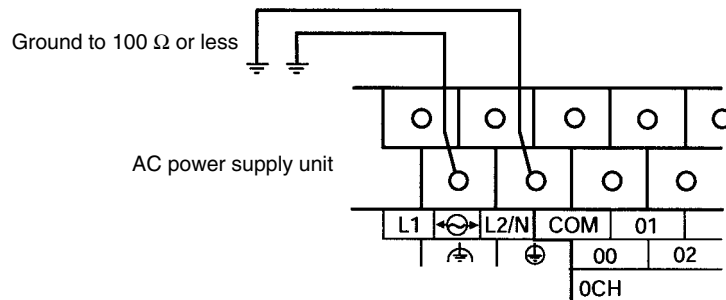 Ground to 100 Ω or less
AC power supply unit
L1 L2/N COM 01
00 02
0CH